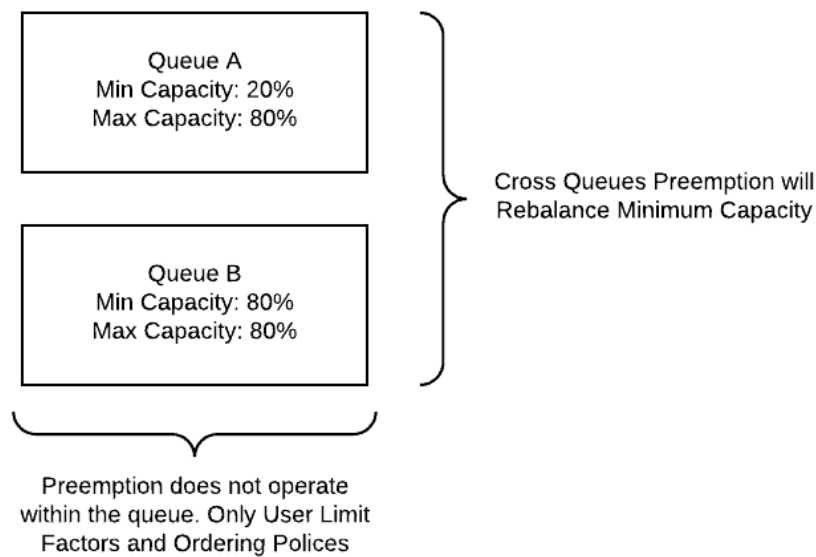 Queue A
Min Capacity: 20%
Max Capacity: 80%
Cross Queues Preemption will
Rebalance Minimum Capacity
Queue B
Min Capacity: 80%
Max Capacity: 80%
Preemption does not operate
within the queue. Only User Limit
Factors and Ordering Polices